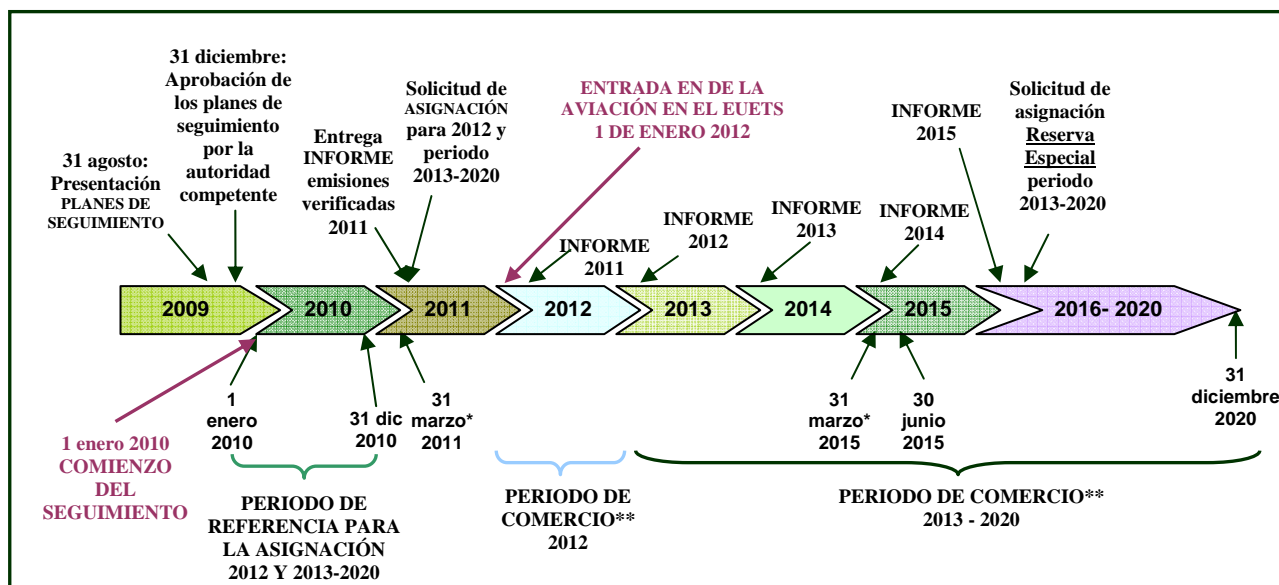 31 agosto:
Presentación
PLANES DE
SEGUIMIENTO
31 diciembre:
Aprobación de
los planes de
seguimiento
por la
autoridad
competente
Entrega
INFORME
emisiones
verificadas
2011
Solicitud de
ASIGNACIÓN
para 2012 y
periodo
2013-2020
ENTRADA EN DE LA
AVIACIÓN EN EL EUETS
1 DE ENERO 2012
INFORME
2011
INFORME
2012
INFORME
2013
INFORME
2014
INFORME
2015
Solicitud de
asignación
Reserva
Especial
periodo
2013-2020
2009
2010
2011
2012
2013
2014
2015
2016- 2020
1 enero 2010
COMIENZO
DEL
SEGUIMIENTO
1
enero
2010
31 dic
2010
31
marzo*
2011
31
marzo*
2015
30
junio
2015
31
diciembre
2020
PERIODO DE
REFERENCIA PARA
LA ASIGNACIÓN
2012 Y 2013-2020
PERIODO DE
COMERCIO**
2012
PERIODO DE COMERCIO**
2013 - 2020